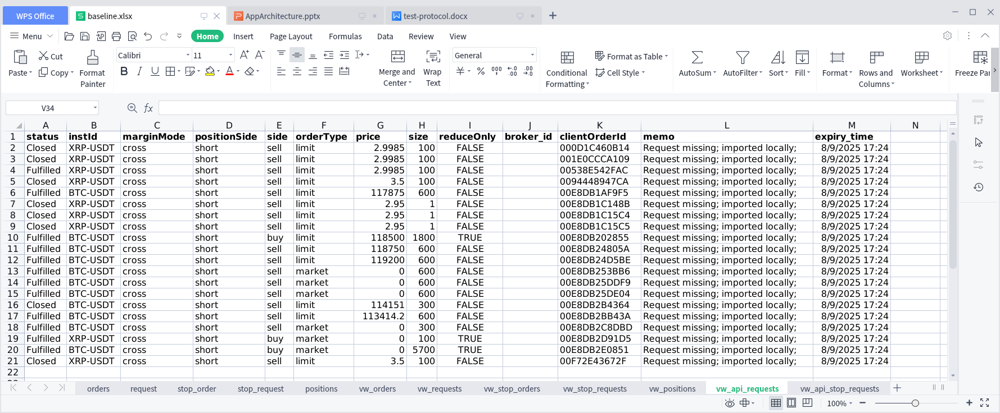 WPS Office baseline.xlsx AppArchitecture.pptx test-protocol.docx
Menu Home Insert Page Layout Formulas Data Review View
Paste Cut Copy Format Painter Calibri 11 Merge and Center Wrap Text General Conditional Formatting Format as Table Cell Style AutoSum AutoFilter Sort Fill Format Rows and Columns Worksheet Freeze Pan
V34 fx
A B C D E F G H I J K L M N
1 status instId marginMode positionSide side orderType price size reduceOnly broker_id clientOrderId memo expiry_time
2 Closed XRP-USDT cross short sell limit 2.9985 100 FALSE 000D1C460B14 Request missing; imported locally; 8/9/2025 17:24
3 Closed XRP-USDT cross short sell limit 2.9985 100 FALSE 001E0CCCA109 Request missing; imported locally; 8/9/2025 17:24
4 Fulfilled XRP-USDT cross short sell limit 2.9985 100 FALSE 00538E542FAC Request missing; imported locally; 8/9/2025 17:24
5 Closed XRP-USDT cross short sell limit 3.5 100 FALSE 0094448947CA Request missing; imported locally; 8/9/2025 17:24
6 Fulfilled BTC-USDT cross short sell limit 117875 600 FALSE 00E8DB1AF9F5 Request missing; imported locally; 8/9/2025 17:24
7 Closed XRP-USDT cross short sell limit 2.95 1 FALSE 00E8DB1C148B Request missing; imported locally; 8/9/2025 17:24
8 Closed XRP-USDT cross short sell limit 2.95 1 FALSE 00E8DB1C15C4 Request missing; imported locally; 8/9/2025 17:24
9 Closed XRP-USDT cross short sell limit 2.95 1 FALSE 00E8DB1C15C5 Request missing; imported locally; 8/9/2025 17:24
10 Fulfilled BTC-USDT cross short buy limit 118500 1800 TRUE 00E8DB202855 Request missing; imported locally; 8/9/2025 17:24
11 Fulfilled BTC-USDT cross short sell limit 118750 600 FALSE 00E8DB24805A Request missing; imported locally; 8/9/2025 17:24
12 Fulfilled BTC-USDT cross short sell limit 119200 600 FALSE 00E8DB24D5BE Request missing; imported locally; 8/9/2025 17:24
13 Fulfilled BTC-USDT cross short sell market 0 600 FALSE 00E8DB253BB6 Request missing; imported locally; 8/9/2025 17:24
14 Fulfilled BTC-USDT cross short sell market 0 600 FALSE 00E8DB25DDF9 Request missing; imported locally; 8/9/2025 17:24
15 Fulfilled BTC-USDT cross short sell market 0 600 FALSE 00E8DB25DE04 Request missing; imported locally; 8/9/2025 17:24
16 Closed BTC-USDT cross short sell limit 114151 300 FALSE 00E8DB2B4364 Request missing; imported locally; 8/9/2025 17:24
17 Fulfilled BTC-USDT cross short sell limit 113414.2 600 FALSE 00E8DB2BB43A Request missing; imported locally; 8/9/2025 17:24
18 Fulfilled BTC-USDT cross short sell market 0 300 FALSE 00E8DB2C8DBD Request missing; imported locally; 8/9/2025 17:24
19 Fulfilled XRP-USDT cross short buy market 0 100 TRUE 00E8DB2D91D5 Request missing; imported locally; 8/9/2025 17:24
20 Fulfilled BTC-USDT cross short buy market 0 5700 TRUE 00E8DB2E0851 Request missing; imported locally; 8/9/2025 17:24
21 Closed XRP-USDT cross short sell limit 3.5 100 FALSE 00F72E43672F Request missing; imported locally; 8/9/2025 17:24
22
orders request stop_order stop_request positions vw_orders vw_requests vw_stop_orders vw_stop_requests vw_positions vw_api_requests vw_api_stop_requests
100%